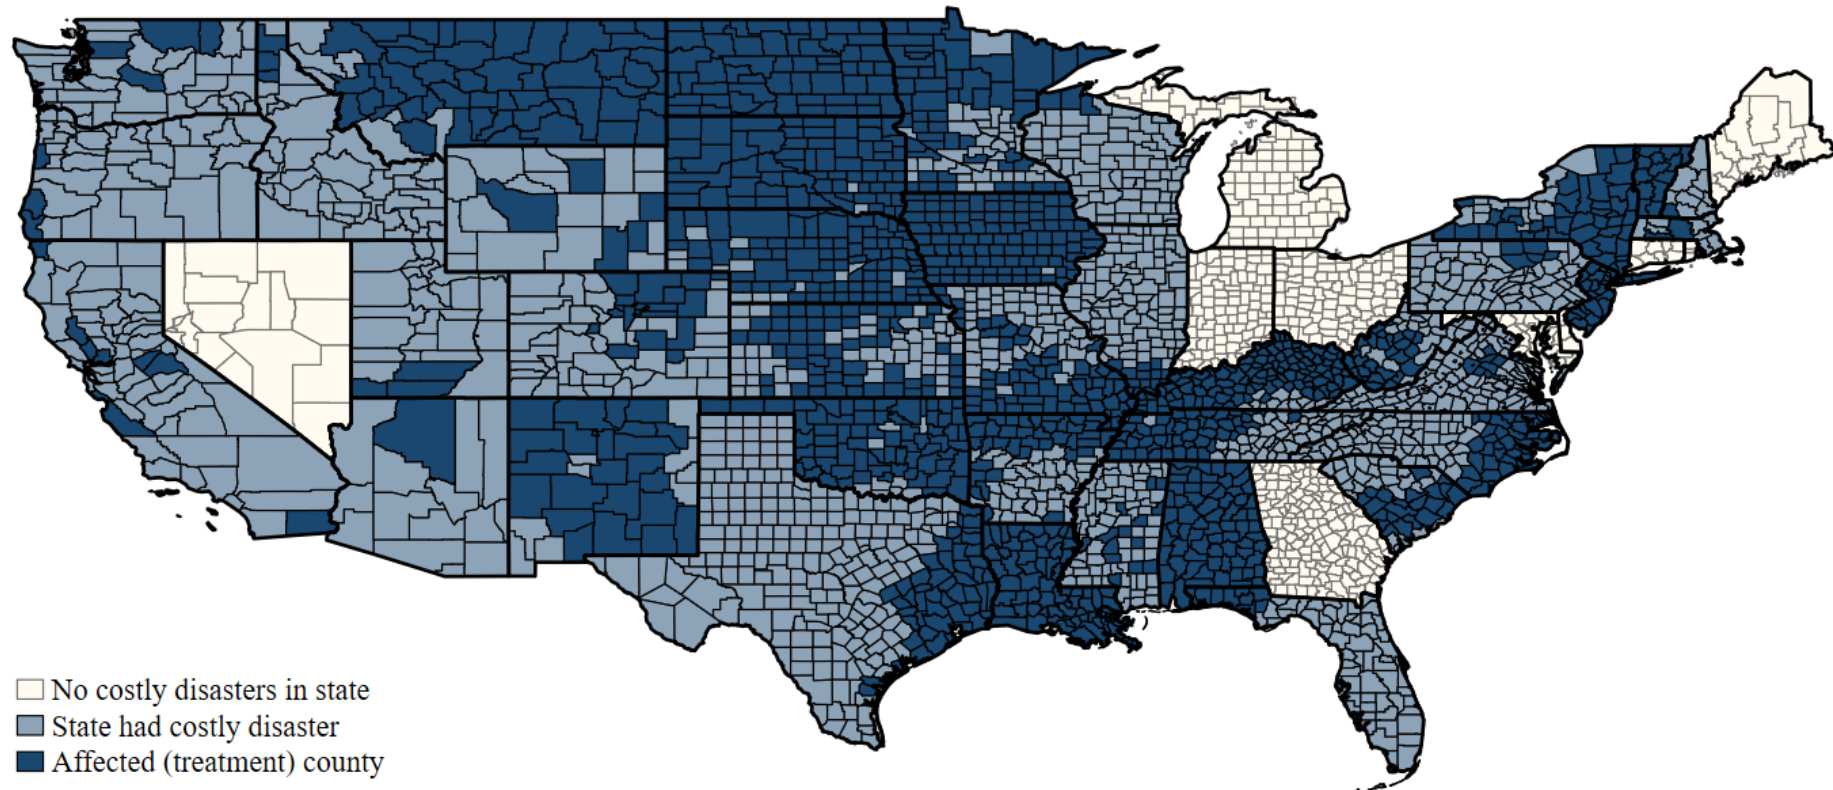 No costly disasters in state
State had costly disaster
Affected (treatment) county